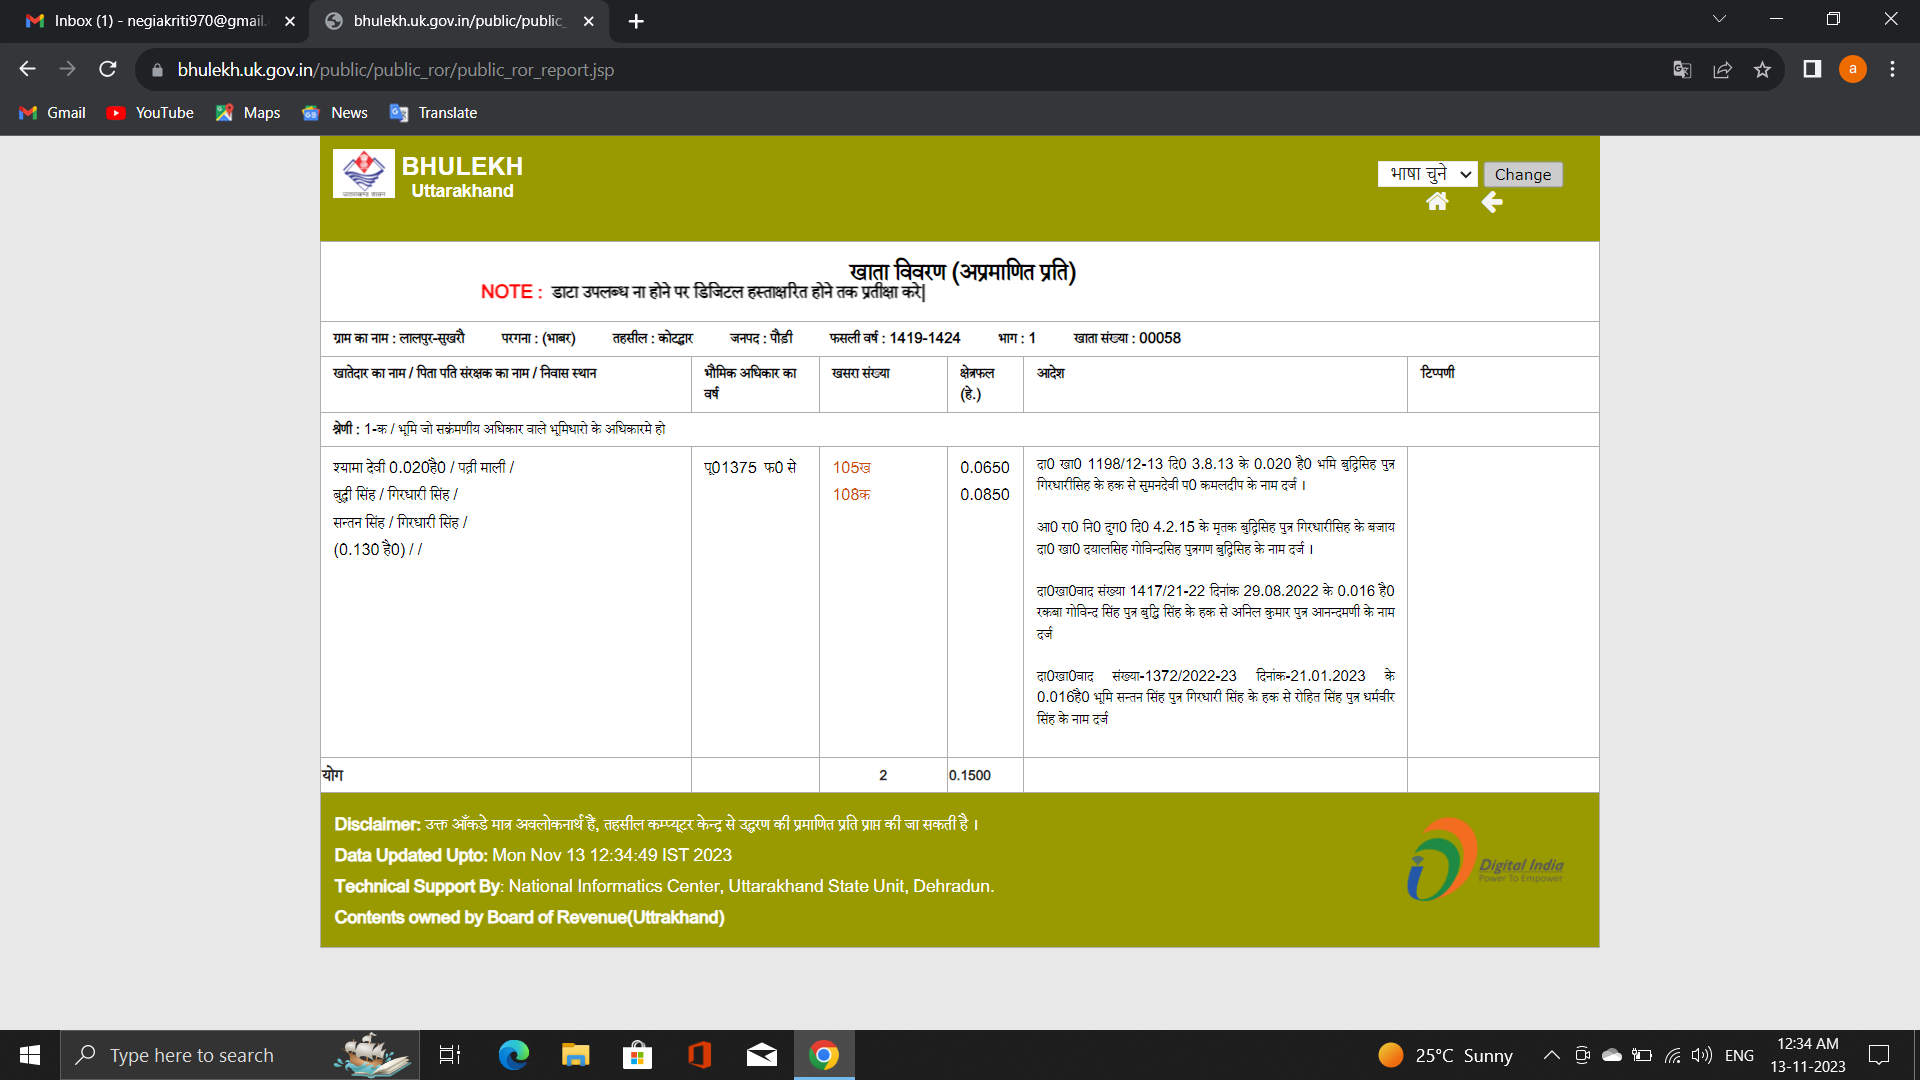 Inbox (1) - negiakriti970@gmail.
bhulekh.uk.gov.in/public/public_
bhulekh.uk.gov.in/public/public_ror/public_ror_report.jsp
a
Gmail YouTube Maps News Translate
BHULEKH
Uttarakhand
भाषा चुने Change
खाता विवरण (अप्रमाणित प्रति)
NOTE : डाटा उपलब्ध ना होने पर डिजिटल हस्ताक्षरित होने तक प्रतीक्षा करे|
ग्राम का नाम : लालपुर-सुखरौ परगना : (भाबर) तहसील : कोटद्वार जनपद : पौड़ी फसली वर्ष : 1419-1424 भाग : 1 खाता संख्या : 00058
खातेदार का नाम / पिता पति संरक्षक का नाम / निवास स्थान भौमिक अधिकार का खसरा संख्या क्षेत्रफल आदेश टिप्पणी
वर्ष (हे.)
श्रेणी : 1-क / भूमि जो सक्रंमणीय अधिकार वाले भूमिधारो के अधिकारमे हो
श्यामा देवी 0.020है0 / पत्नी माली / पू01375 फ0 से 105ख 0.0650
बुद्धी सिंह / गिरधारी सिंह / 108क 0.0850
सन्तन सिंह / गिरधारी सिंह /
(0.130 है0) / /
दा0 खा0 1198/12-13 दि0 3.8.13 के 0.020 है0 भमि बुद्धिसिह पुत्र
गिरधारीसिह के हक से सुमनदेवी प0 कमलदीप के नाम दर्ज ।
आ0 रा0 नि0 दुग0 दि0 4.2.15 के मृतक बुद्धिसिह पुत्र गिरधारीसिह के बजाय
दा0 खा0 दयालसिह गोविन्दसिह पुत्रगण बुद्धिसिह के नाम दर्ज ।
दा0खा0वाद संख्या 1417/21-22 दिनांक 29.08.2022 के 0.016 है0
रकबा गोविन्द सिंह पुत्र बुद्धि सिंह के हक से अनिल कुमार पुत्र आनन्दमणी के नाम
दर्ज
दा0खा0वाद संख्या-1372/2022-23 दिनांक-21.01.2023 के
0.016है0 भूमि सन्तन सिंह पुत्र गिरधारी सिंह के हक से रोहित सिंह पुत्र धर्मवीर
सिंह के नाम दर्ज
योग 2 0.1500
Disclaimer: उक्त आँकडे मात्र अवलोकनार्थ हैं, तहसील कम्प्यूटर केन्द्र से उद्धरण की प्रमाणित प्रति प्राप्त की जा सकती है ।
Data Updated Upto: Mon Nov 13 12:34:49 IST 2023
Technical Support By: National Informatics Center, Uttarakhand State Unit, Dehradun.
Contents owned by Board of Revenue(Uttrakhand)
Digital India
Power To Empower
Type here to search
25°C Sunny
ENG
12:34 AM
13-11-2023